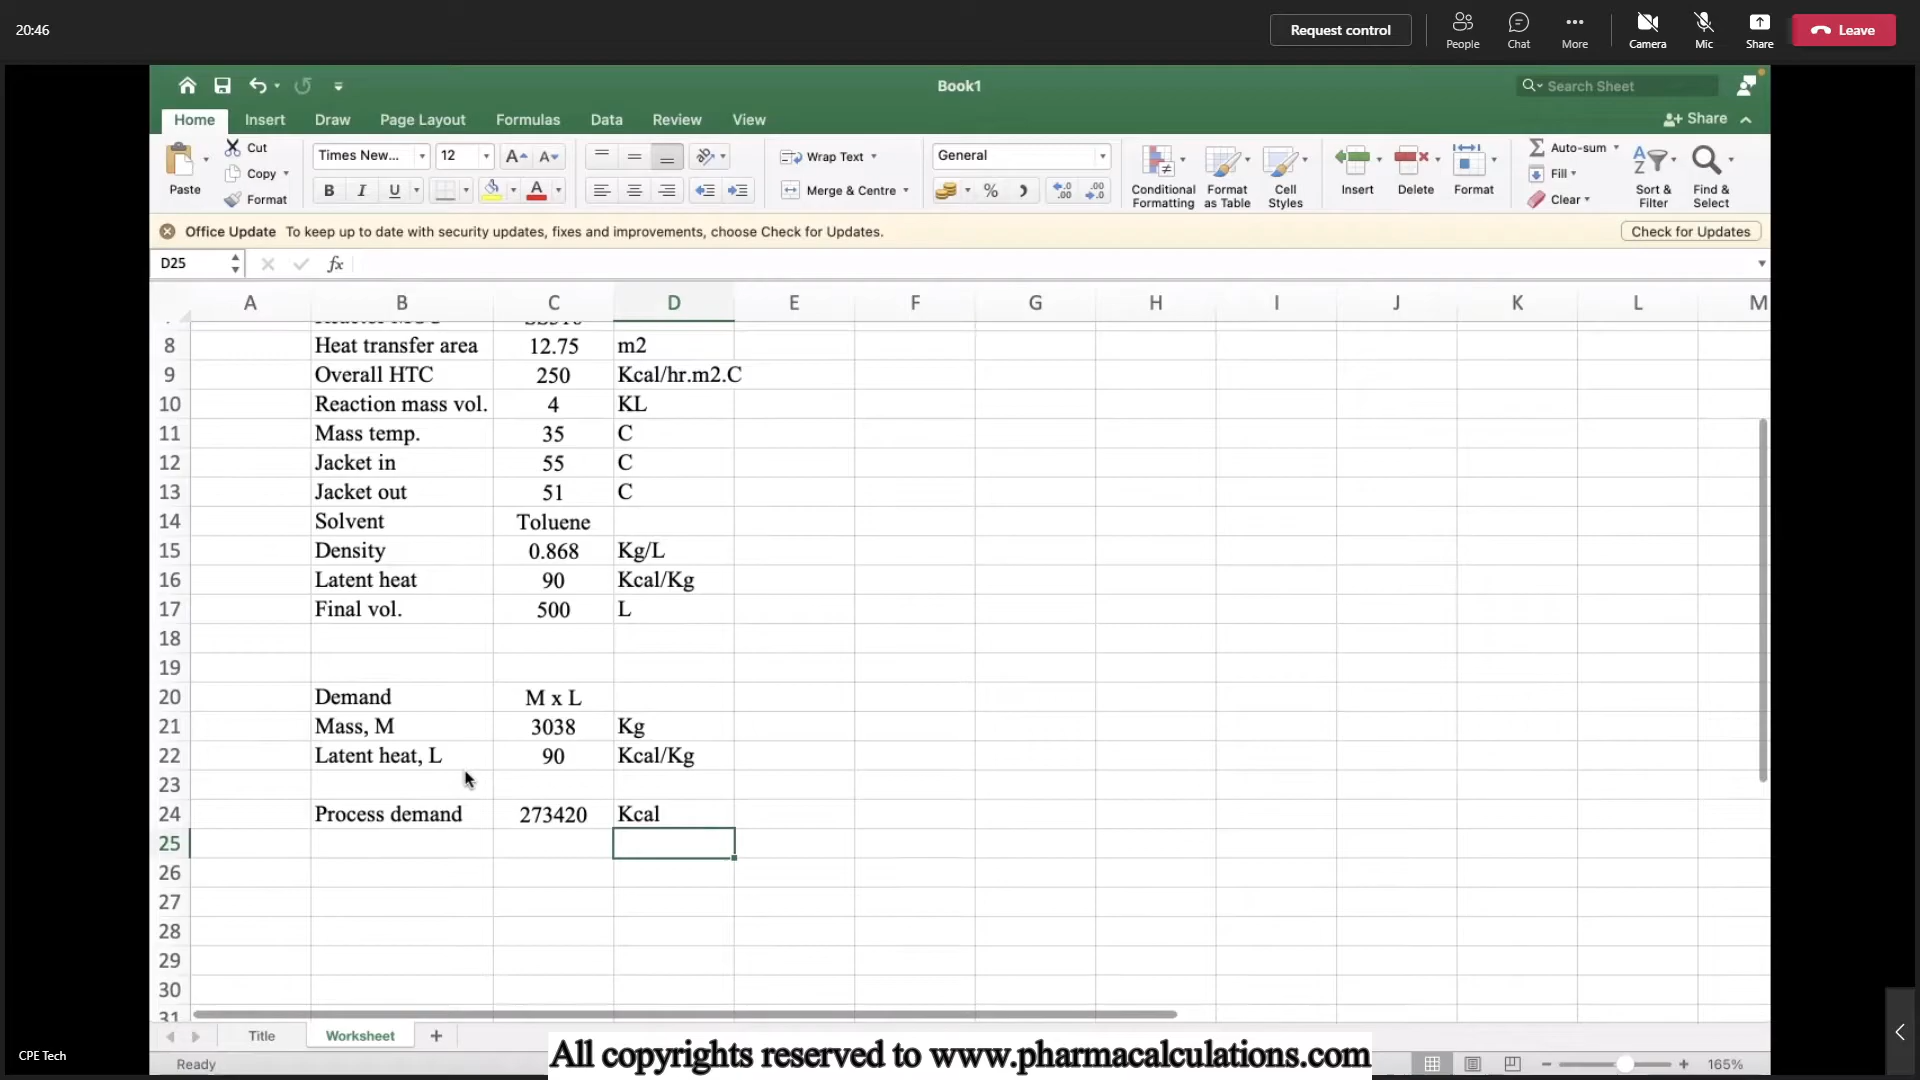 20:46
Request control
People
Chat
More
Camera
Mic
Share
Leave
Book1
Search Sheet
Home
Insert
Draw
Page Layout
Formulas
Data
Review
View
Share
Paste
Cut
Copy
Format
Times New...
12
B
I
U
A
Wrap Text
Merge & Centre
General
%
Conditional Formatting
Format as Table
Cell Styles
Insert
Delete
Format
Auto-sum
Fill
Clear
Sort & Filter
Find & Select
Office Update To keep up to date with security updates, fixes and improvements, choose Check for Updates.
Check for Updates
D25
fx
A B C D E F G H I J K L M
8 Heat transfer area 12.75 m2
9 Overall HTC 250 Kcal/hr.m2.C
10 Reaction mass vol. 4 KL
11 Mass temp. 35 C
12 Jacket in 55 C
13 Jacket out 51 C
14 Solvent Toluene
15 Density 0.868 Kg/L
16 Latent heat 90 Kcal/Kg
17 Final vol. 500 L
18
19
20 Demand M x L
21 Mass, M 3038 Kg
22 Latent heat, L 90 Kcal/Kg
23
24 Process demand 273420 Kcal
25
26
27
28
29
30
31
Title
Worksheet
CPE Tech
Ready
All copyrights reserved to www.pharmacalculations.com
165%